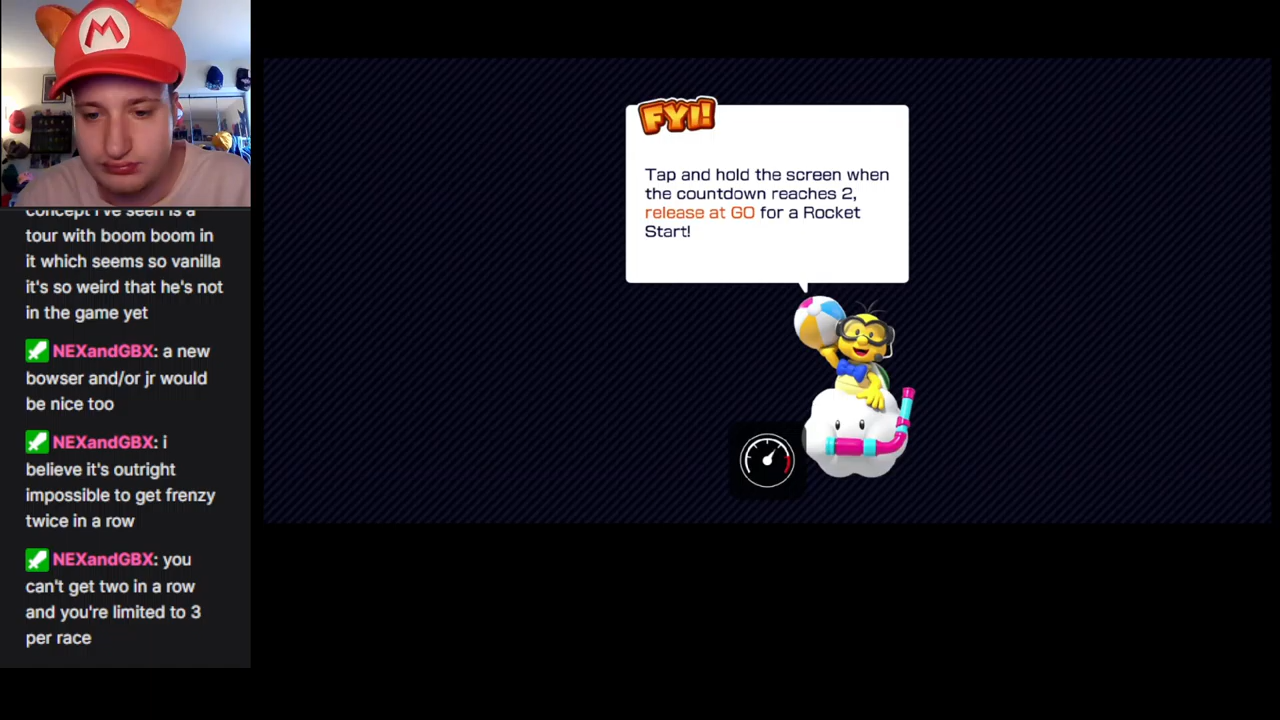 M
concept i've seen is a
tour with boom boom in
it which seems so vanilla
it's so weird that he's not
in the game yet
NEXandGBX: a new
bowser and/or jr would
be nice too
NEXandGBX: i
believe it's outright
impossible to get frenzy
twice in a row
NEXandGBX: you
can't get two in a row
and you're limited to 3
per race
FYI!
Tap and hold the screen when
the countdown reaches 2,
release at GO for a Rocket
Start!